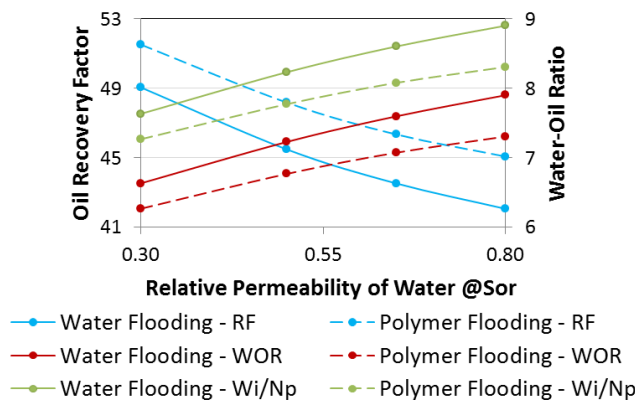 53
49
45
41
Oil Recovery Factor
9
8
7
6
Water-Oil Ratio
0.30 0.55 0.80
Relative Permeability of Water @Sor
Water Flooding - RF Polymer Flooding - RF
Water Flooding - WOR Polymer Flooding - WOR
Water Flooding - Wi/Np Polymer Flooding - Wi/Np